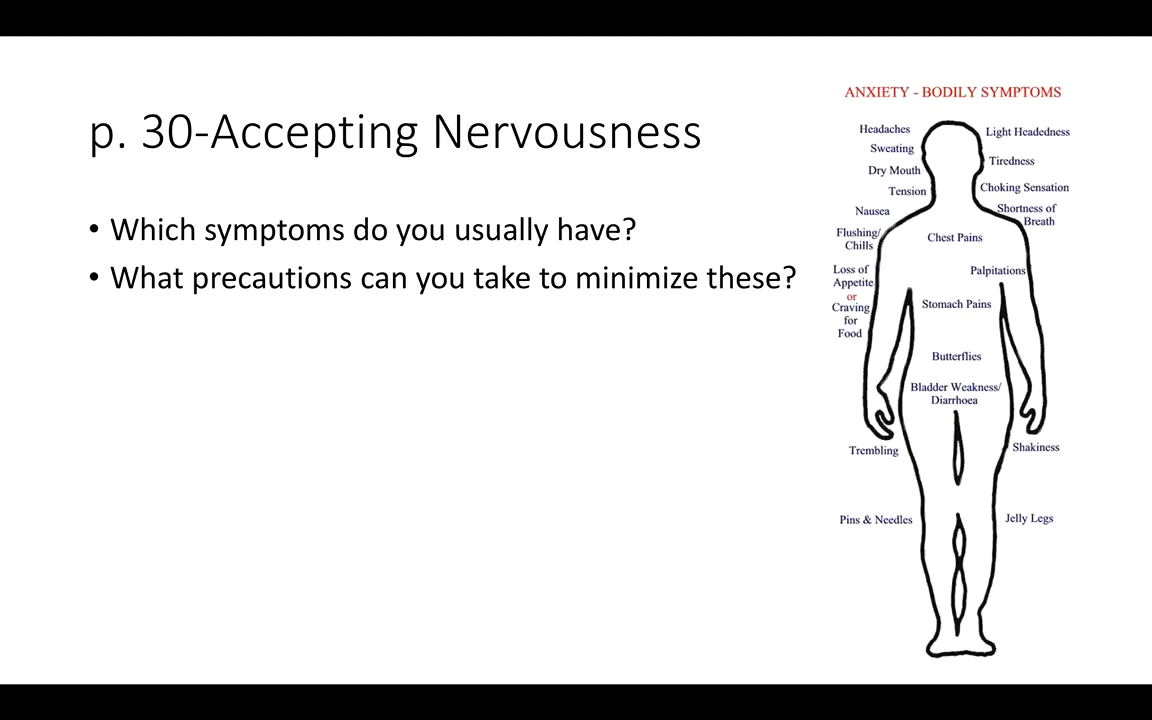 p. 30-Accepting Nervousness
• Which symptoms do you usually have?
• What precautions can you take to minimize these?
ANXIETY - BODILY SYMPTOMS
Headaches
Sweating
Dry Mouth
Tension
Nausea
Flushing/
Chills
Loss of
Appetite
or
Craving
for
Food
Trembling
Pins & Needles
Light Headedness
Tiredness
Choking Sensation
Shortness of
Breath
Chest Pains
Palpitations
Stomach Pains
Butterflies
Bladder Weakness/
Diarrhoea
Shakiness
Jelly Legs